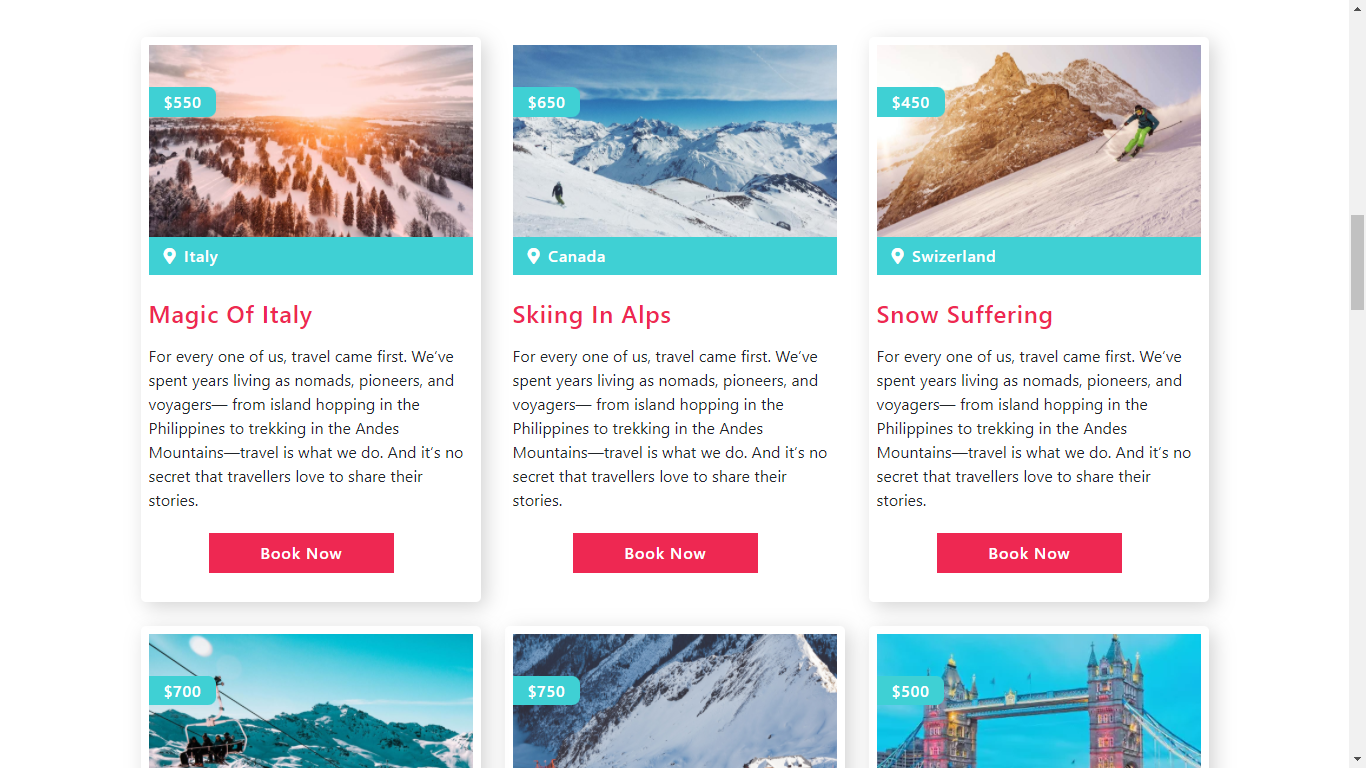 $550
Italy
Magic Of Italy
For every one of us, travel came first. We’ve
spent years living as nomads, pioneers, and
voyagers— from island hopping in the
Philippines to trekking in the Andes
Mountains—travel is what we do. And it’s no
secret that travellers love to share their
stories.
Book Now
$650
Canada
Skiing In Alps
For every one of us, travel came first. We’ve
spent years living as nomads, pioneers, and
voyagers— from island hopping in the
Philippines to trekking in the Andes
Mountains—travel is what we do. And it’s no
secret that travellers love to share their
stories.
Book Now
$450
Swizerland
Snow Suffering
For every one of us, travel came first. We’ve
spent years living as nomads, pioneers, and
voyagers— from island hopping in the
Philippines to trekking in the Andes
Mountains—travel is what we do. And it’s no
secret that travellers love to share their
stories.
Book Now
$700
$750
$500